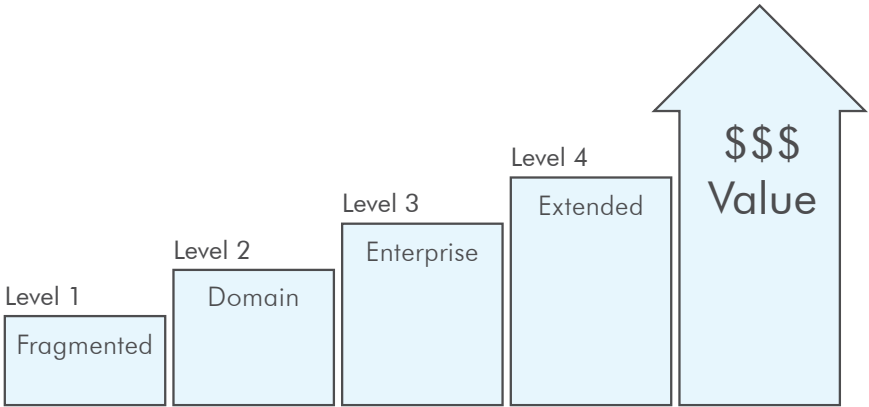 Level 1
Fragmented
Level 2
Domain
Level 3
Enterprise
Level 4
Extended
$$$
Value